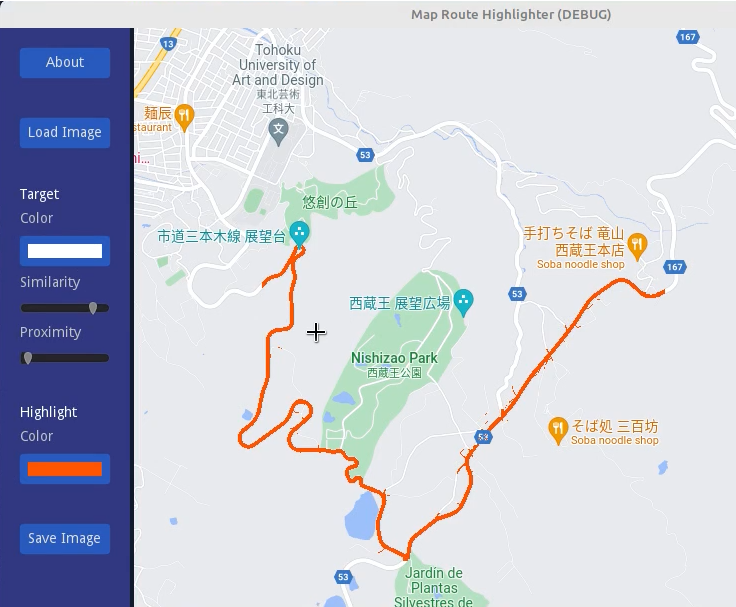 Map Route Highlighter (DEBUG)
About
Load Image
Target
Color
Similarity
Proximity
Highlight
Color
Save Image
13
Tohoku
University of
Art and Design
東北芸術
工科大
167
麺辰
staurant
53
悠創の丘
市道三本木線 展望台
手打ちそば 竜山
西蔵王本店
Soba noodle shop
167
西蔵王 展望広場
53
Nishizao Park
西蔵王公園
そば処 三百坊
Soba noodle shop
53
Jardín de
Plantas
Silvestres de